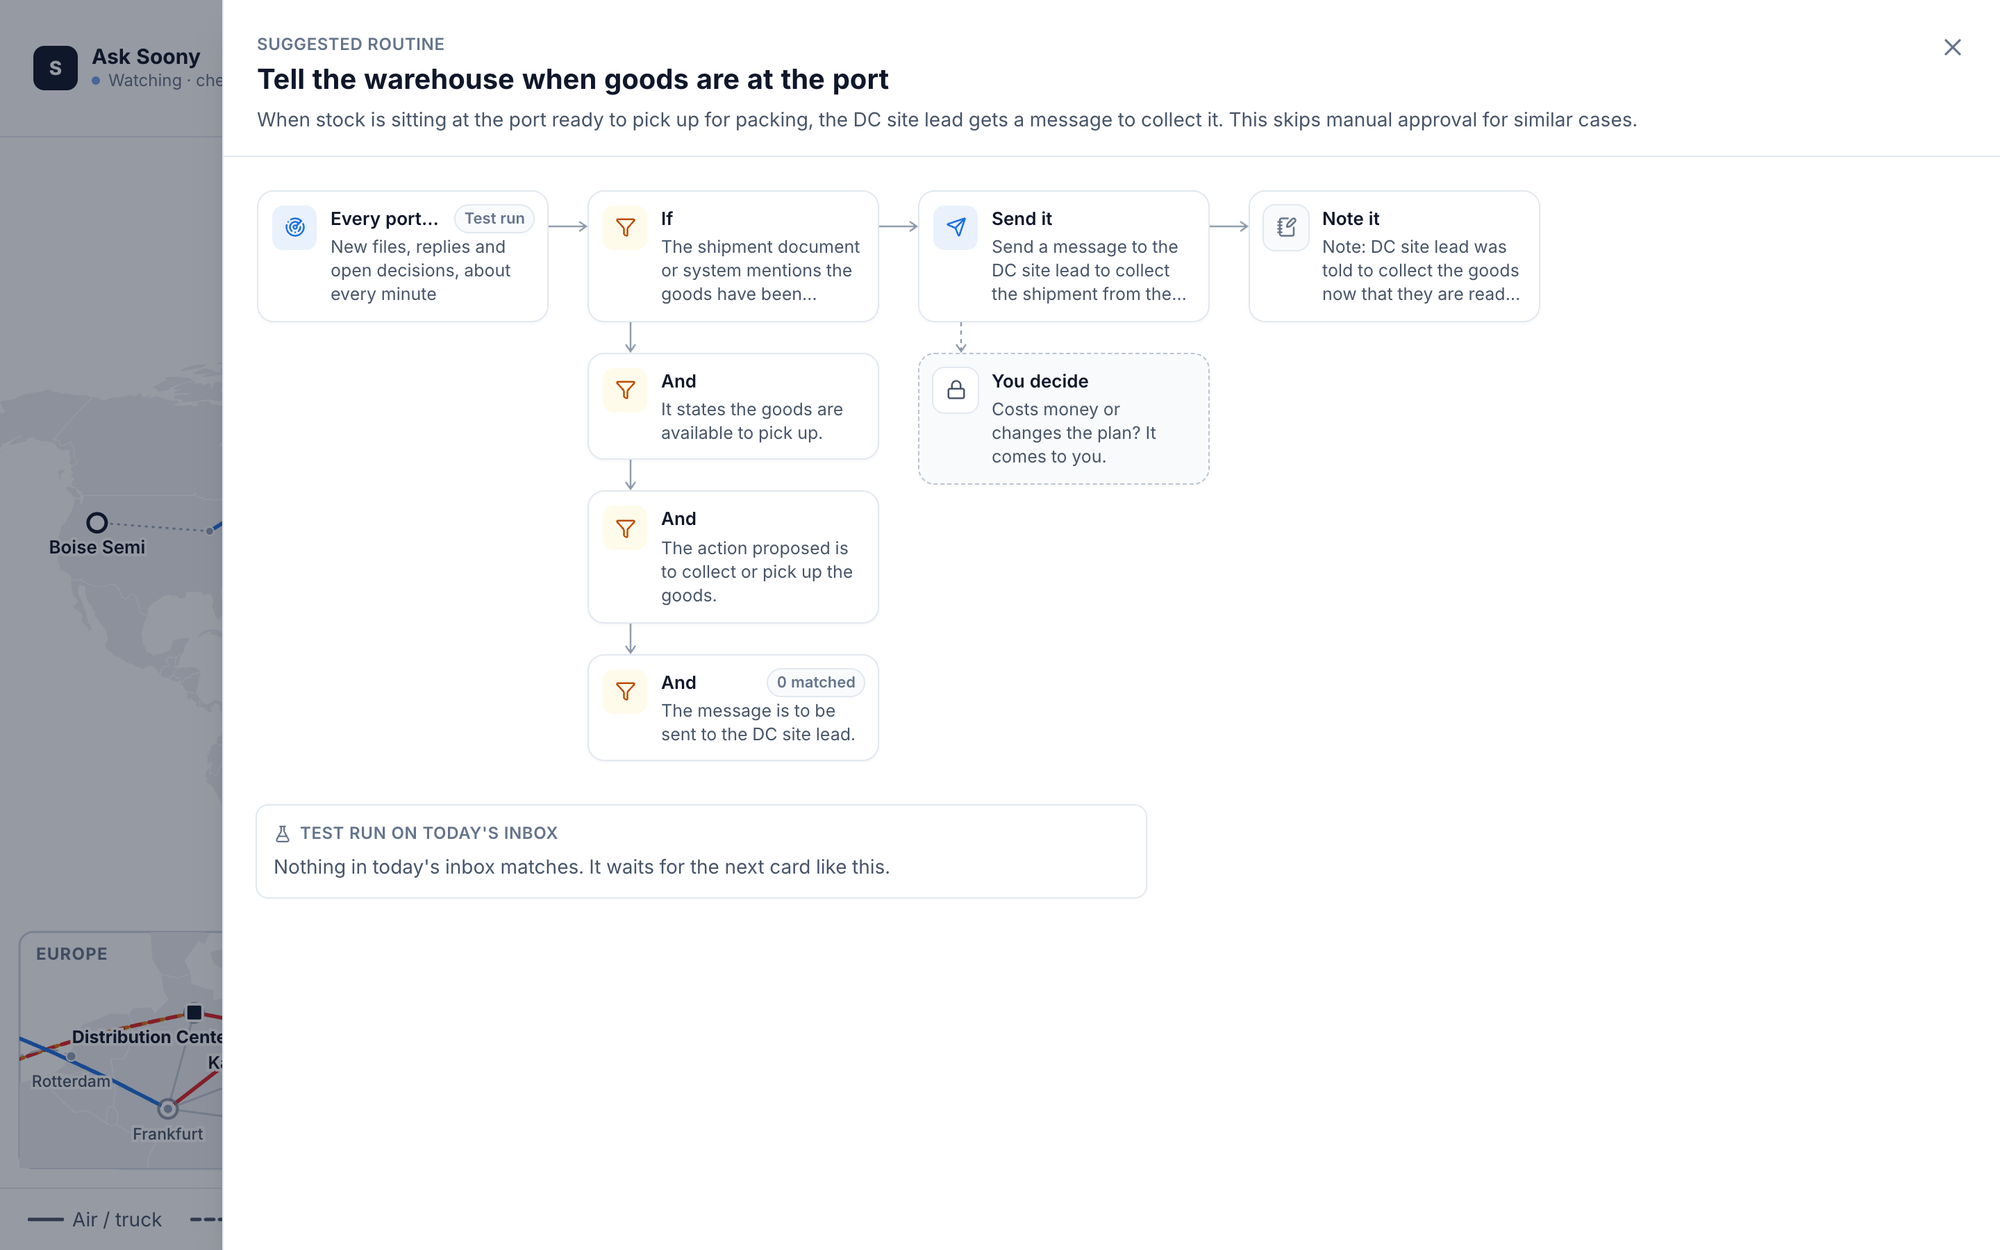 S
Ask Soony
Watching · che
SUGGESTED ROUTINE
Tell the warehouse when goods are at the port
When stock is sitting at the port ready to pick up for packing, the DC site lead gets a message to collect it. This skips manual approval for similar cases.
Every port...
Test run
New files, replies and
open decisions, about
every minute
If
The shipment document
or system mentions the
goods have been...
Send it
Send a message to the
DC site lead to collect
the shipment from the...
Note it
Note: DC site lead was
told to collect the goods
now that they are read...
And
It states the goods are
available to pick up.
You decide
Costs money or
changes the plan? It
comes to you.
And
The action proposed is
to collect or pick up the
goods.
And
0 matched
The message is to be
sent to the DC site lead.
TEST RUN ON TODAY'S INBOX
Nothing in today's inbox matches. It waits for the next card like this.
Boise Semi
EUROPE
Distribution Cente
Ka
Rotterdam
Frankfurt
Air / truck